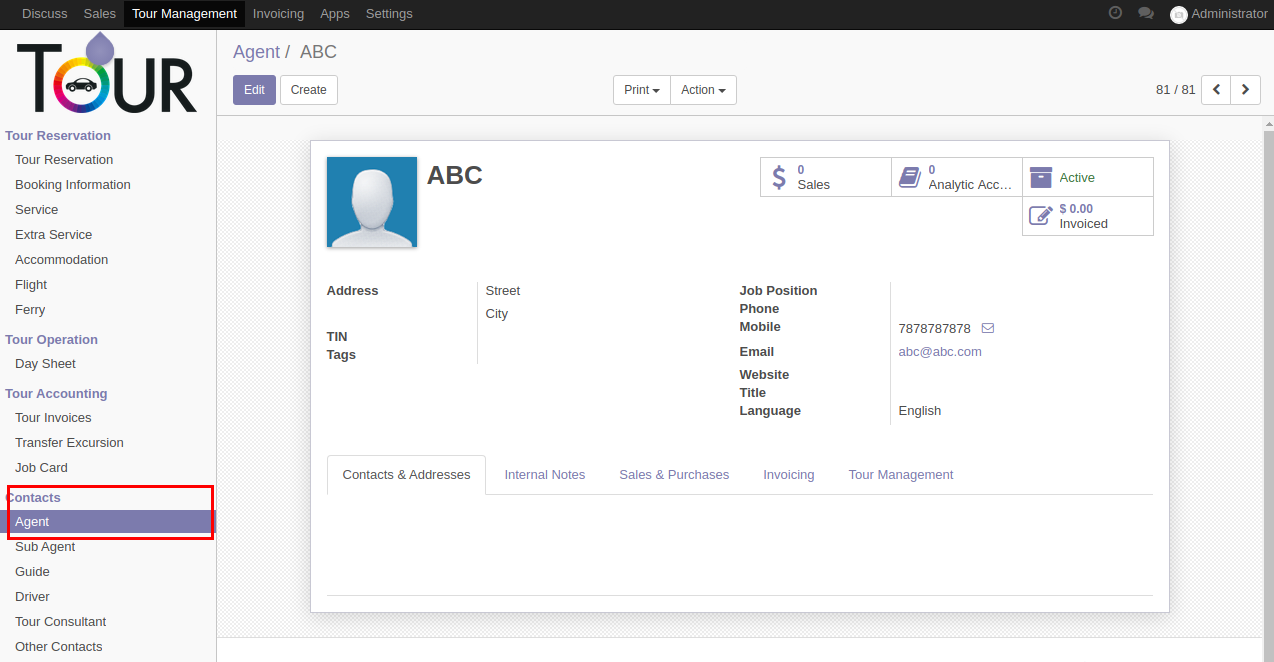 Discuss Sales Tour Management Invoicing Apps Settings Administrator
TOUR
Agent / ABC
Edit Create Print Action 81 / 81
Tour Reservation
Tour Reservation
Booking Information
Service
Extra Service
Accommodation
Flight
Ferry
Tour Operation
Day Sheet
Tour Accounting
Tour Invoices
Transfer Excursion
Job Card
Contacts
Agent
Sub Agent
Guide
Driver
Tour Consultant
Other Contacts
ABC
0
Sales
0
Analytic Acc...
Active
$ 0.00
Invoiced
Address Street
City
TIN
Tags
Job Position
Phone
Mobile 7878787878
Email abc@abc.com
Website
Title
Language English
Contacts & Addresses Internal Notes Sales & Purchases Invoicing Tour Management